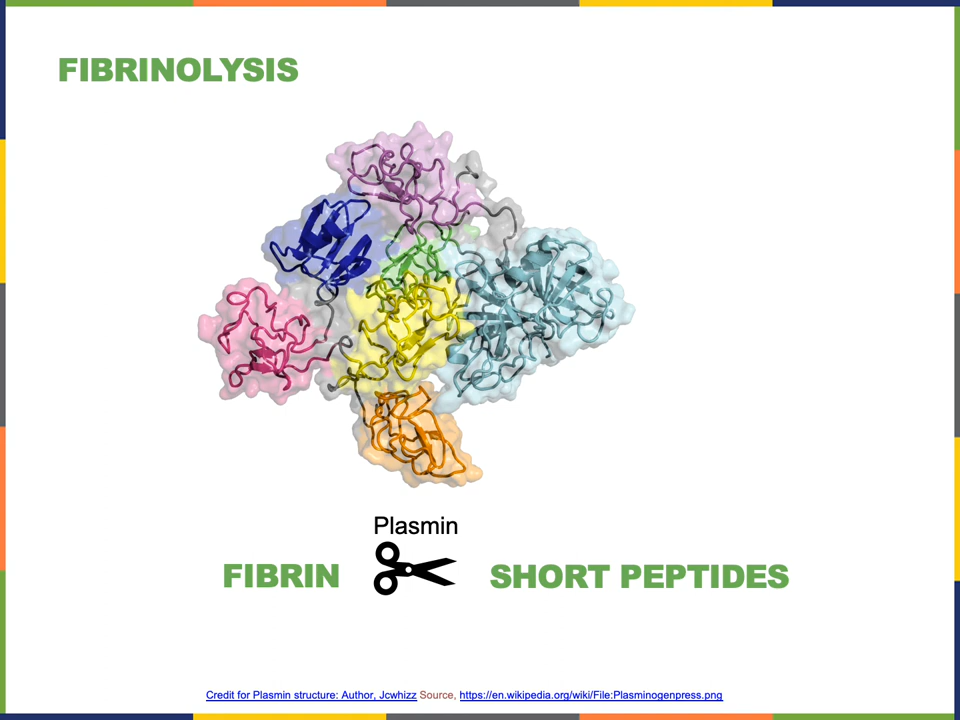 FIBRINOLYSIS
Plasmin
FIBRIN SHORT PEPTIDES
Credit for Plasmin structure: Author, Jcwhizz Source, https://en.wikipedia.org/wiki/File:Plasminogenpress.png